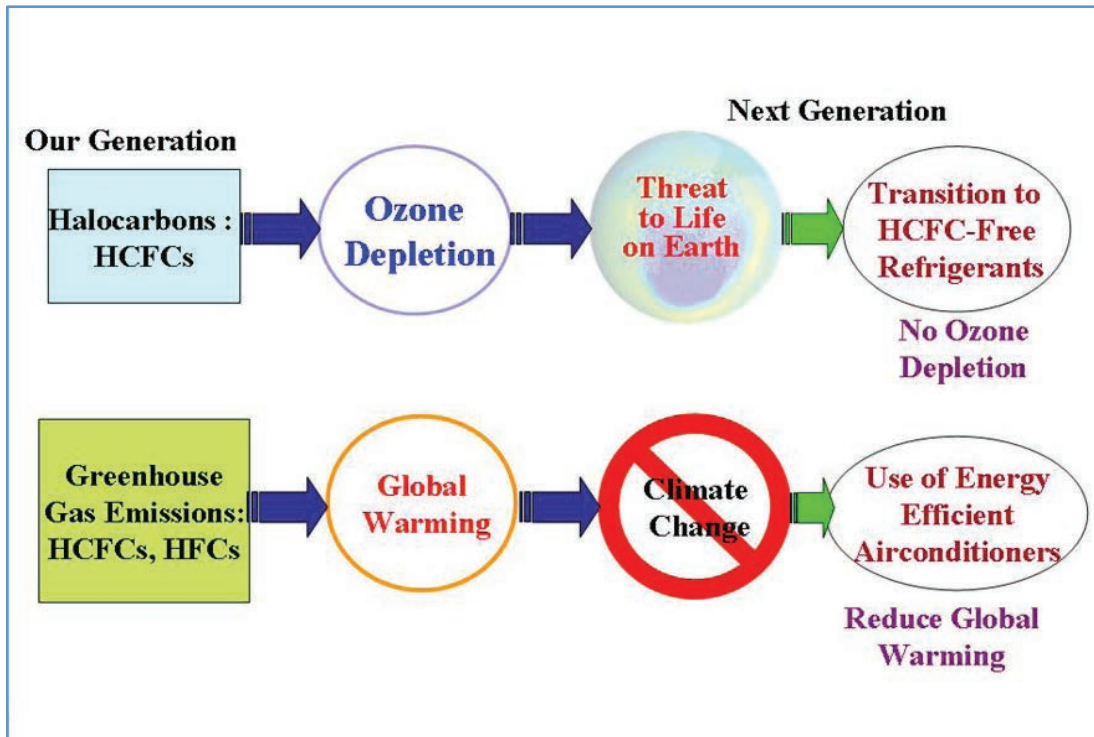 Our Generation
Halocarbons :
HCFCs
Ozone
Depletion
Threat
to Life
on Earth
Next Generation
Transition to
HCFC-Free
Refrigerants
No Ozone
Depletion
Greenhouse
Gas Emissions:
HCFCs, HFCs
Global
Warming
Climate
Change
Use of Energy
Efficient
Airconditioners
Reduce Global
Warming